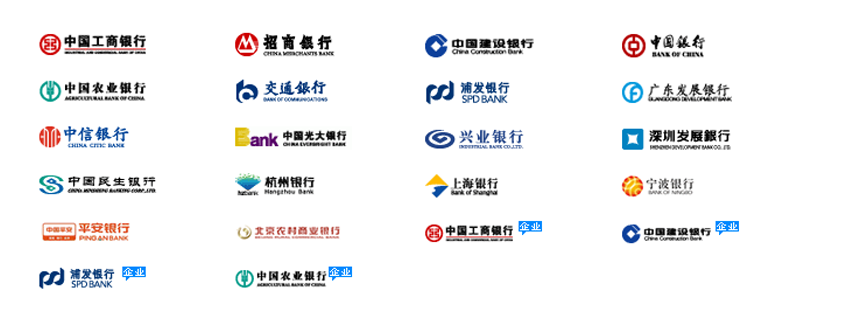 中国工商银行
INDUSTRIAL AND COMMERCIAL BANK OF CHINA
招商银行
CHINA MERCHANTS BANK
中国建设银行
China Construction Bank
中国银行
BANK OF CHINA
中国农业银行
AGRICULTURAL BANK OF CHINA
交通银行
BANK OF COMMUNICATIONS
浦发银行
SPD BANK
广东发展银行
GUANGDONG DEVELOPMENT BANK
中信银行
CHINA CITIC BANK
Bank
中国光大银行
CHINA EVERBRIGHT BANK
兴业银行
INDUSTRIAL BANK CO.,LTD.
深圳发展银行
SHENZHEN DEVELOPMENT BANK CO., LTD.
中国民生银行
CHINA MINSHENG BANKING CORP.,LTD.
hzbank
杭州银行
Hangzhou Bank
上海银行
Bank of Shanghai
宁波银行
BANK OF NINGBO
中国平安
平安银行
PING AN BANK
北京农村商业银行
BEIJING RURAL COMMERCIAL BANK
中国工商银行
企业
INDUSTRIAL AND COMMERCIAL BANK OF CHINA
中国建设银行
企业
China Construction Bank
浦发银行
企业
SPD BANK
中国农业银行
企业
AGRICULTURAL BANK OF CHINA